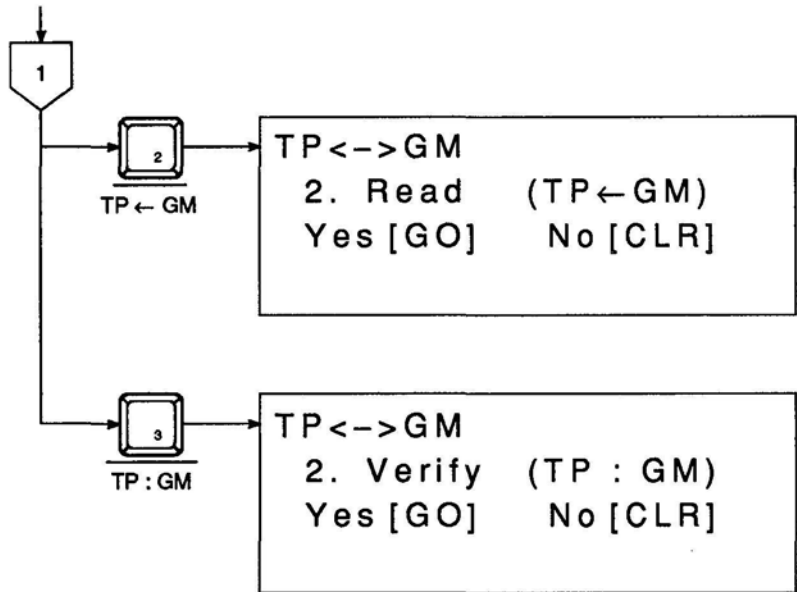 1
2
TP ← GM
TP<->GM
2. Read (TP←GM)
Yes [GO] No [CLR]
3
TP : GM
TP<->GM
2. Verify (TP : GM)
Yes [GO] No [CLR]